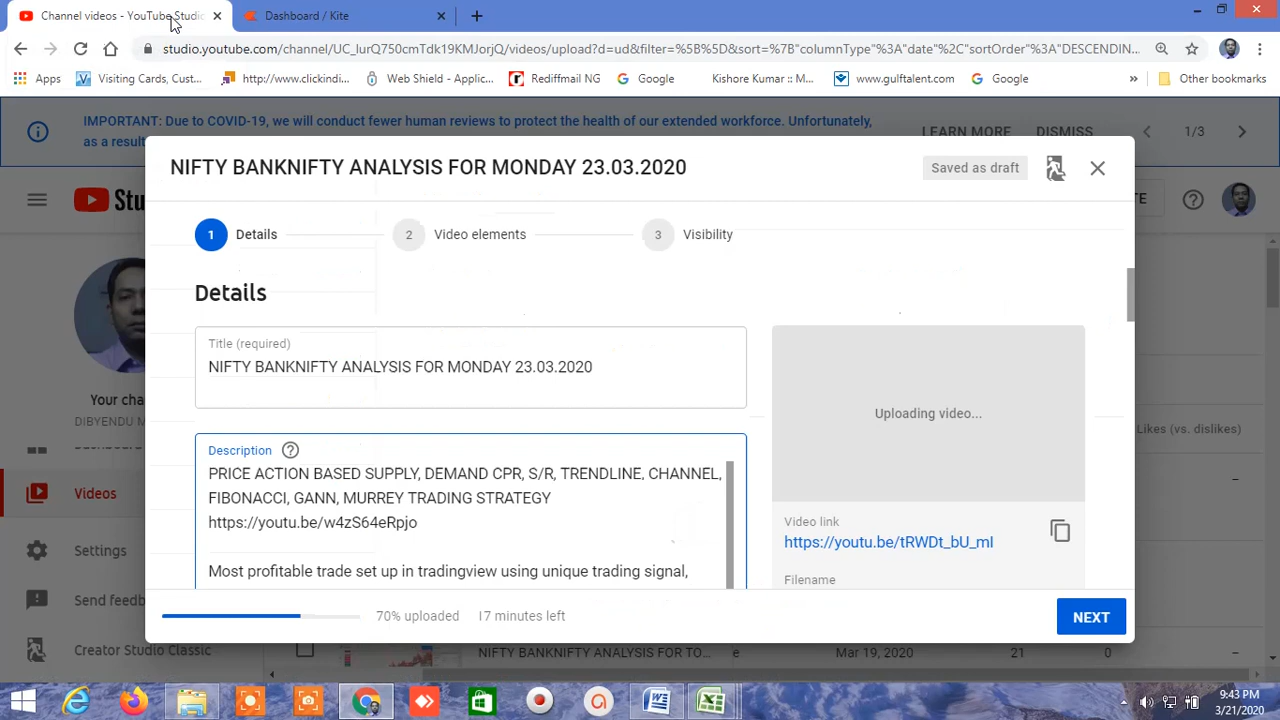 Channel videos - YouTube Studio
Dashboard / Kite
studio.youtube.com/channel/UC_lurQ750cmTdk19KMJorjQ/videos/upload?d=ud&filter=%5B%5D&sort=%7B"columnType"%3A"date"%2C"sortOrder"%3A"DESCENDIN...
Apps
Visiting Cards, Cust...
http://www.clickindi...
Web Shield - Applic...
Rediffmail NG
Google
Kishore Kumar :: M...
www.gulftalent.com
Google
»
Other bookmarks
IMPORTANT: Due to COVID-19, we will conduct fewer human reviews to protect the health of our extended workforce. Unfortunately,
as a result
LEARN MORE
DISMISS
1/3
NIFTY BANKNIFTY ANALYSIS FOR MONDAY 23.03.2020
Saved as draft
Stu
TE
1 Details
2 Video elements
3 Visibility
Details
Title (required)
NIFTY BANKNIFTY ANALYSIS FOR MONDAY 23.03.2020
Uploading video...
Your cha
DIBYENDU M
Likes (vs. dislikes)
Description
PRICE ACTION BASED SUPPLY, DEMAND CPR, S/R, TRENDLINE, CHANNEL,
FIBONACCI, GANN, MURREY TRADING STRATEGY
https://youtu.be/w4zS64eRpjo
Most profitable trade set up in tradingview using unique trading signal,
Dashboard
Videos
Settings
Send feedb
Creator Studio Classic
Video link
https://youtu.be/tRWDt_bU_mI
Filename
70% uploaded
17 minutes left
NEXT
NIFTY BANKNIFTY ANALYSIS FOR TO...
Mar 19, 2020
21
0
9:43 PM
3/21/2020